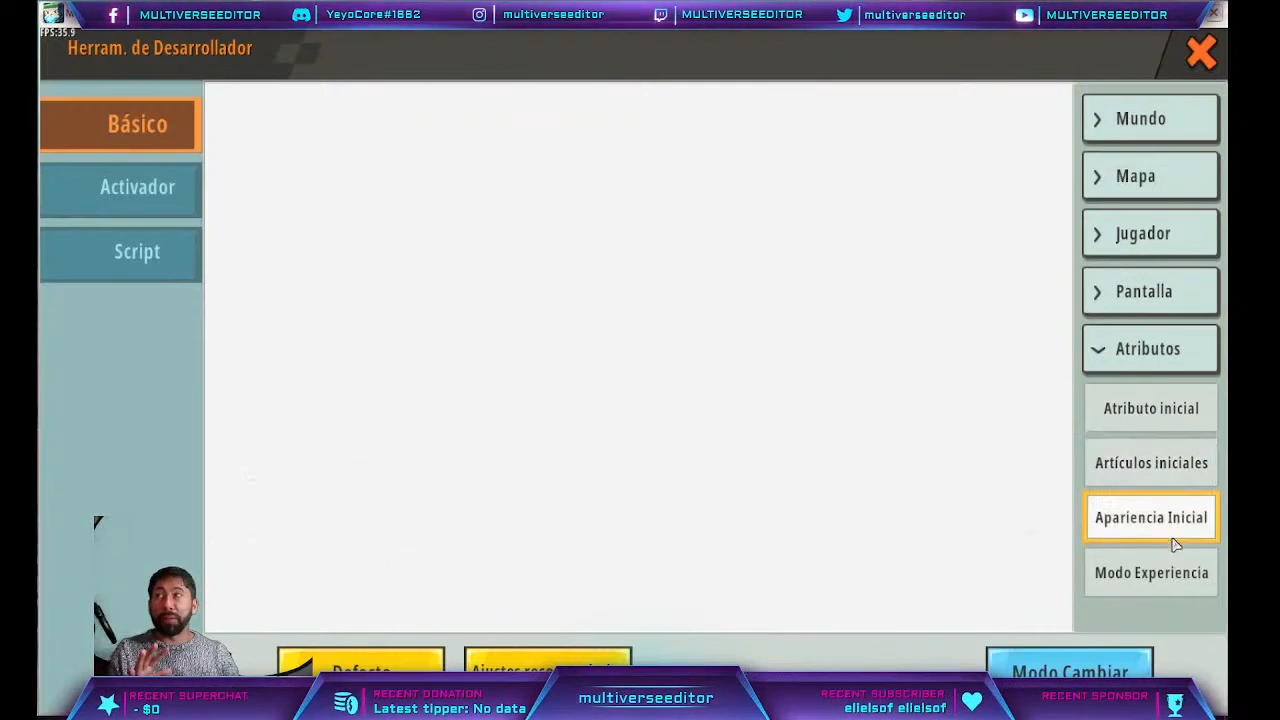 MULTIVERSEEDITOR
YeyoCore#1682
multiverseeditor
MULTIVERSEEDITOR
multiverseeditor
MULTIVERSEEDITOR
FPS:35.9
Herram. de Desarrollador
Básico
Activador
Script
Mundo
Mapa
Jugador
Pantalla
Atributos
Atributo inicial
Artículos iniciales
Apariencia Inicial
Modo Experiencia
Defecto
Modo Cambiar
RECENT SUPERCHAT
- $0
RECENT DONATION
Latest tipper: No data
multiverseeditor
RECENT SUBSCRIBER
ellelsof ellelsof
RECENT SPONSOR